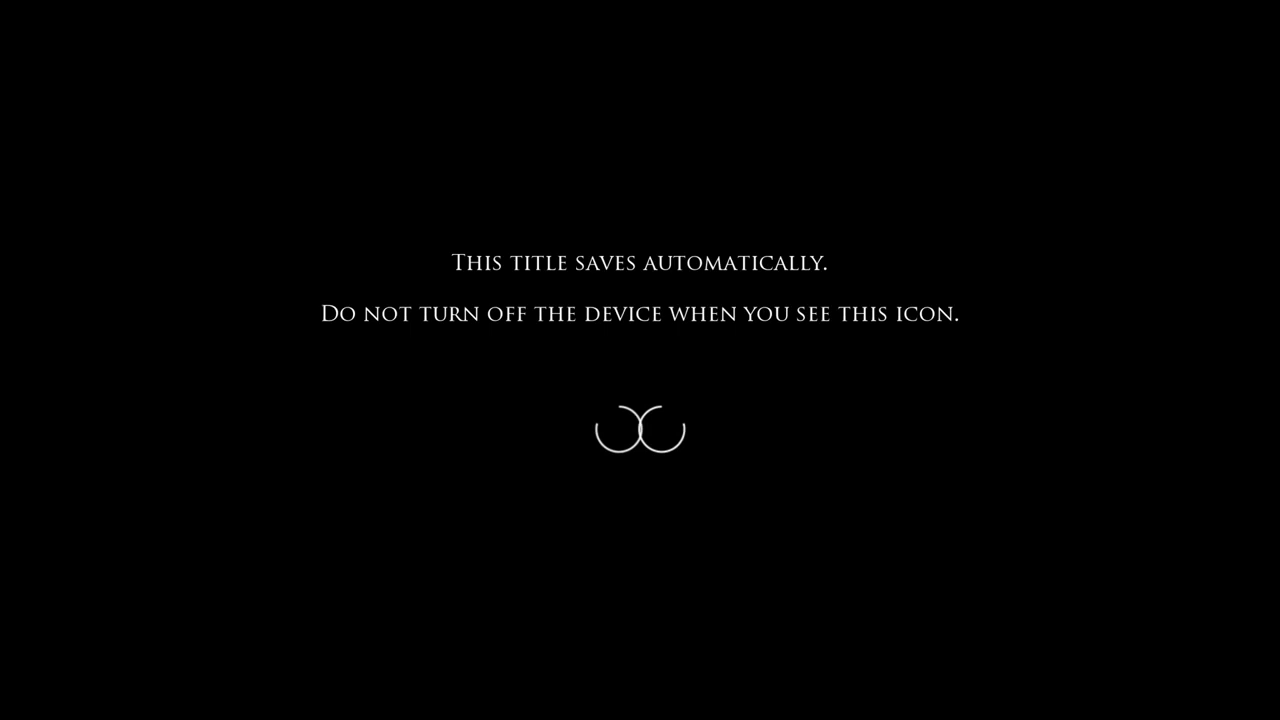 This title saves automatically.
Do not turn off the device when you see this icon.